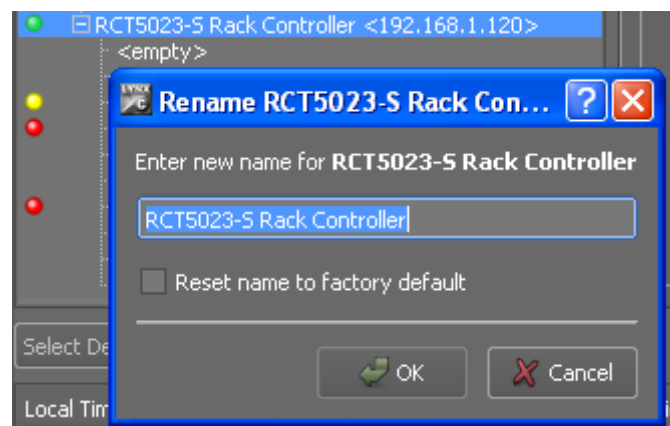 RCT5023-S Rack Controller <192.168.1.120>
<empty>
LYNX
C
Rename RCT5023-S Rack Con...
Enter new name for RCT5023-S Rack Controller
RCT5023-S Rack Controller
Reset name to factory default
Select De
OK
Cancel
Local Tim